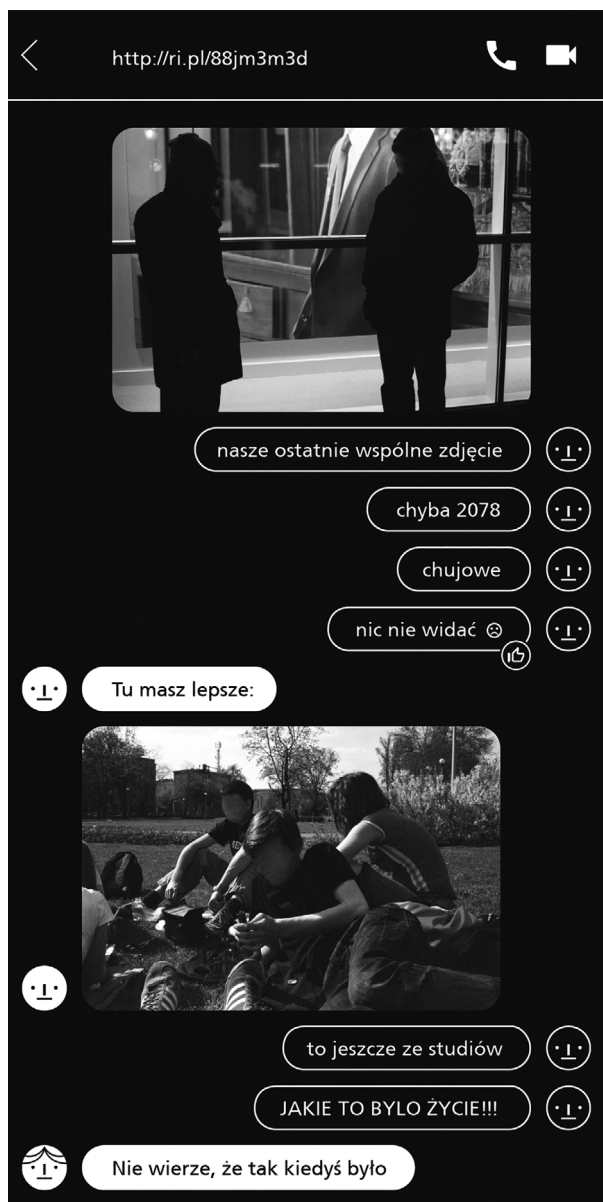 http://ri.pl/88jm3m3d
nasze ostatnie wspólne zdjęcie
chyba 2078
chujowe
nic nie widać ☹
Tu masz lepsze:
to jeszcze ze studiów
JAKIE TO BYLO ŻYCIE!!!
Nie wierze, że tak kiedyś było